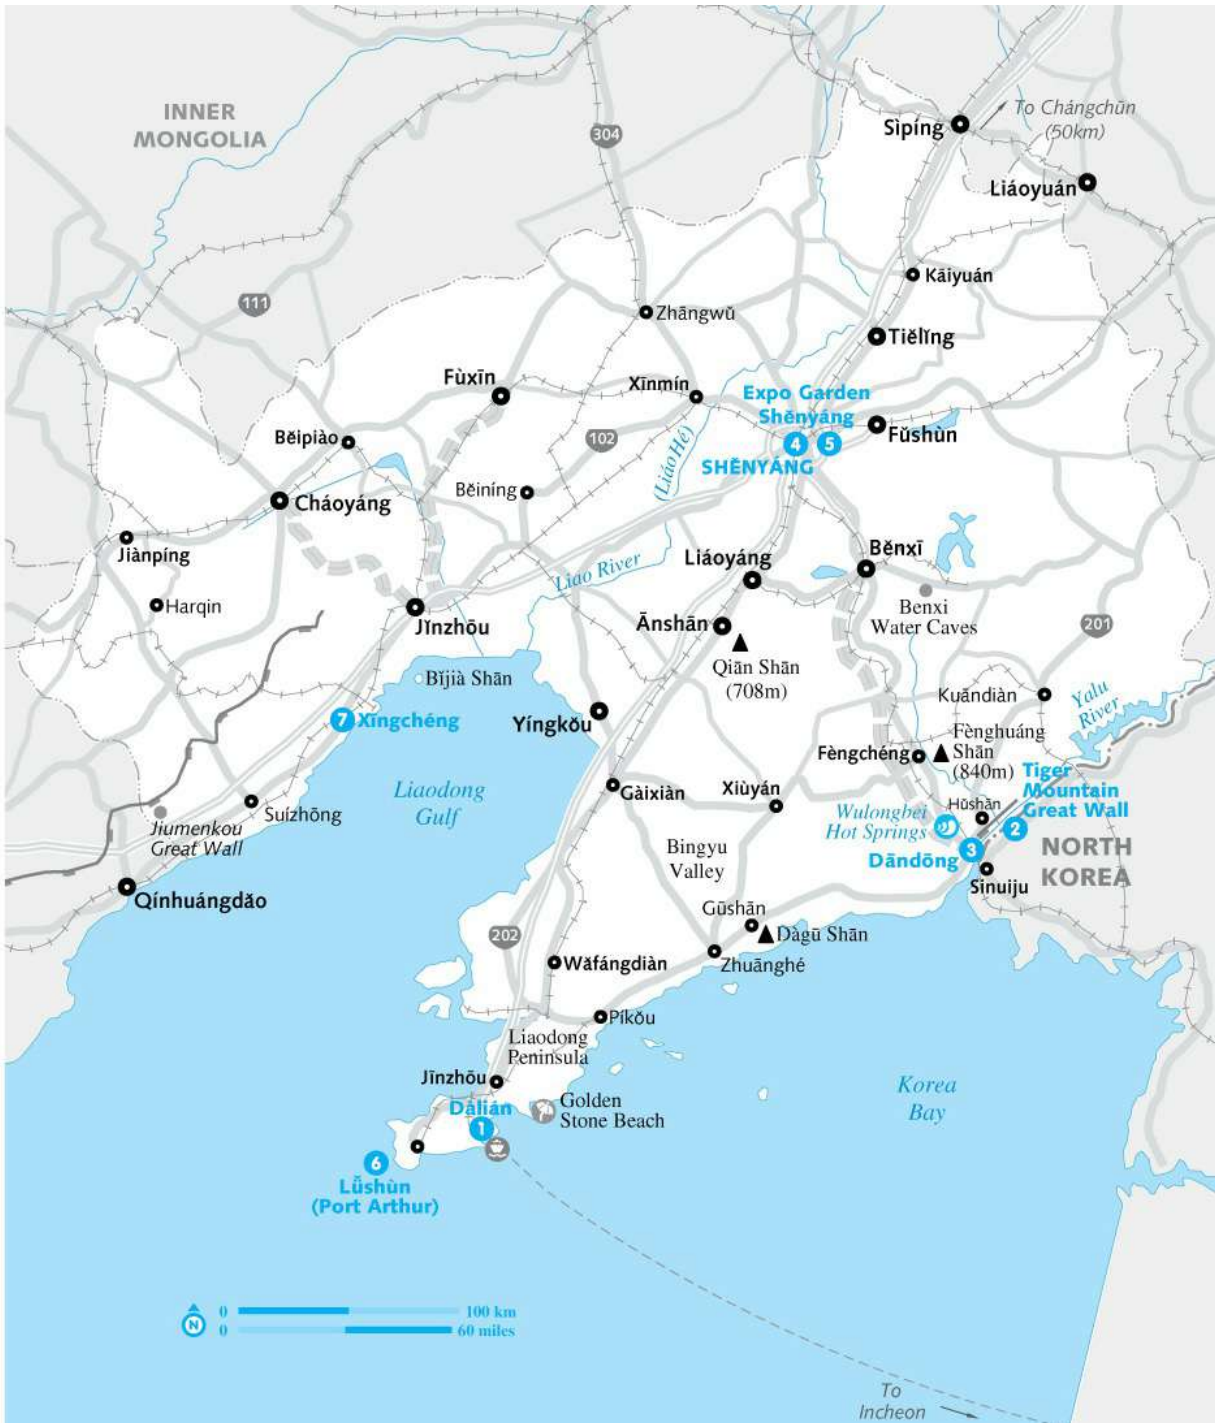 INNER
MONGOLIA
304
Sìpíng
To Chángchūn
(50km)
Liáoyuán
Kāiyuán
111
Zhāngwǔ
Tiělǐng
Fùxīn
Xīnmín
Expo Garden
Shěnyáng
Fǔshùn
4
5
SHĚNYÁNG
Běipiào
102
(Liáo Hé)
Běiníng
Cháoyáng
Jiànpíng
Liao River
Liáoyáng
Běnxī
Harqin
Benxi
Water Caves
Jǐnzhōu
Ānshān
201
Qiān Shān
(708m)
Bǐjià Shān
Kuāndiàn
Yalu
River
7
Xīngchéng
Yíngkǒu
Fèngchéng
Fènghuáng
Shān
(840m)
Tiger
Mountain
Great Wall
Liaodong
Gulf
Gàixiàn
Xiùyán
Suízhōng
Jiumenkou
Great Wall
Wulongbei
Hot Springs
Hǔshān
2
3
Dāndōng
NORTH
KOREA
Bingyu
Valley
Sinuiju
Qínhuángdǎo
Gūshān
Dàgū Shān
202
Wǎfángdiàn
Zhuānghé
Píkǒu
Liaodong
Peninsula
Jīnzhōu
Dàlián
1
Golden
Stone Beach
Korea
Bay
6
Lǚshùn
(Port Arthur)
0
100 km
N
0
60 miles
To
Incheon